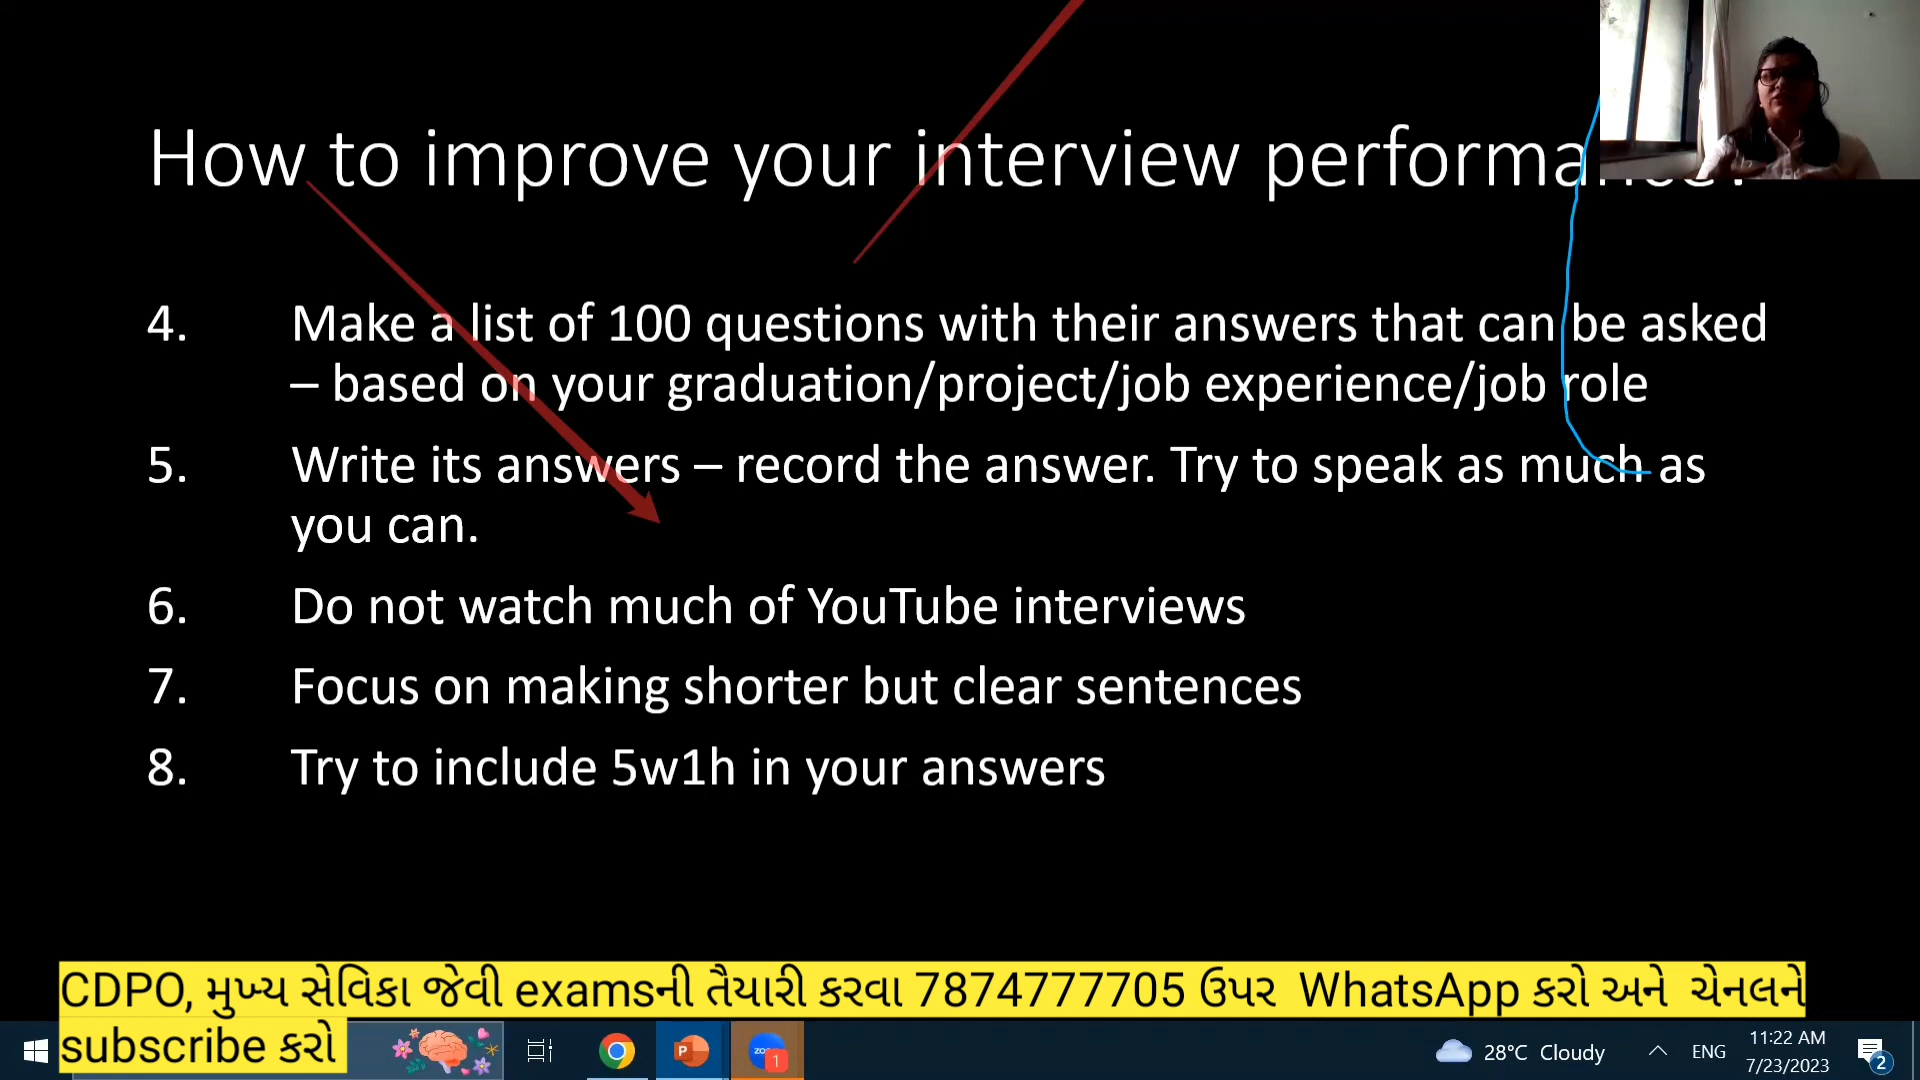 How to improve your interview performance?
4. Make a list of 100 questions with their answers that can be asked
– based on your graduation/project/job experience/job role
5. Write its answers – record the answer. Try to speak as much as
you can.
6. Do not watch much of YouTube interviews
7. Focus on making shorter but clear sentences
8. Try to include 5w1h in your answers
CDPO, મુખ્ય સેવિકા જેવી examsની તૈયારી કરવા 7874777705 ઉપર WhatsApp કરો અને ચેનલને
subscribe કરો
28°C Cloudy
ENG
11:22 AM
7/23/2023
2
1